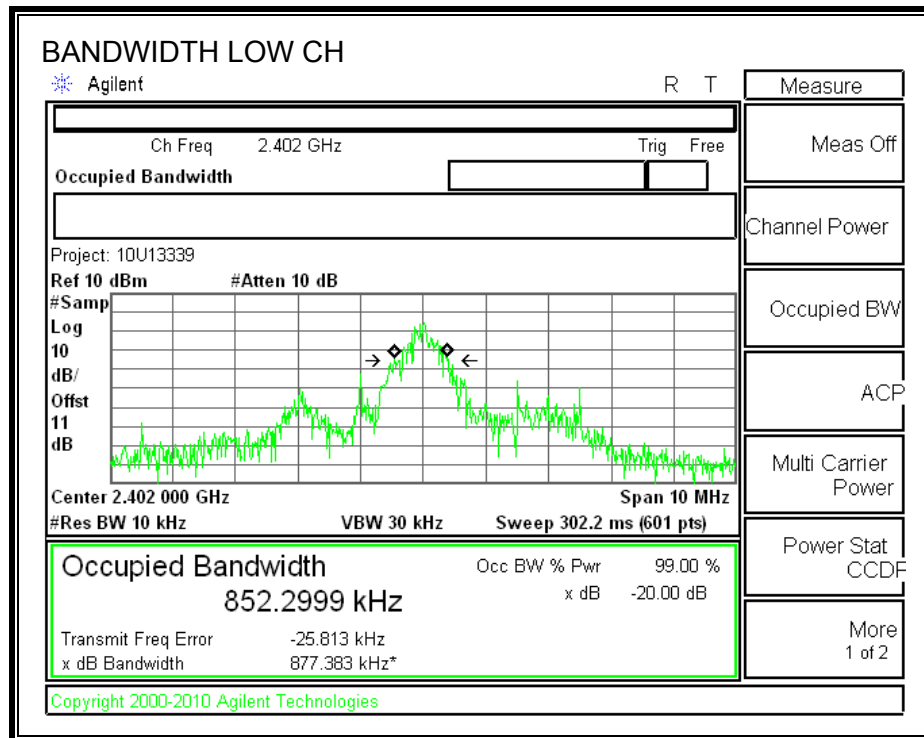 BANDWIDTH LOW CH
Agilent R T
Measure
Ch Freq 2.402 GHz Trig Free
Meas Off
Occupied Bandwidth
Channel Power
Project: 10U13339
Ref 10 dBm #Atten 10 dB
#Samp
Log
10
dB/
Offst
11
dB
Occupied BW
ACP
Multi Carrier
Power
Center 2.402 000 GHz Span 10 MHz
#Res BW 10 kHz VBW 30 kHz Sweep 302.2 ms (601 pts)
Power Stat
CCDF
Occupied Bandwidth Occ BW % Pwr 99.00 %
852.2999 kHz x dB -20.00 dB
Transmit Freq Error -25.813 kHz
x dB Bandwidth 877.383 kHz*
More
1 of 2
Copyright 2000-2010 Agilent Technologies